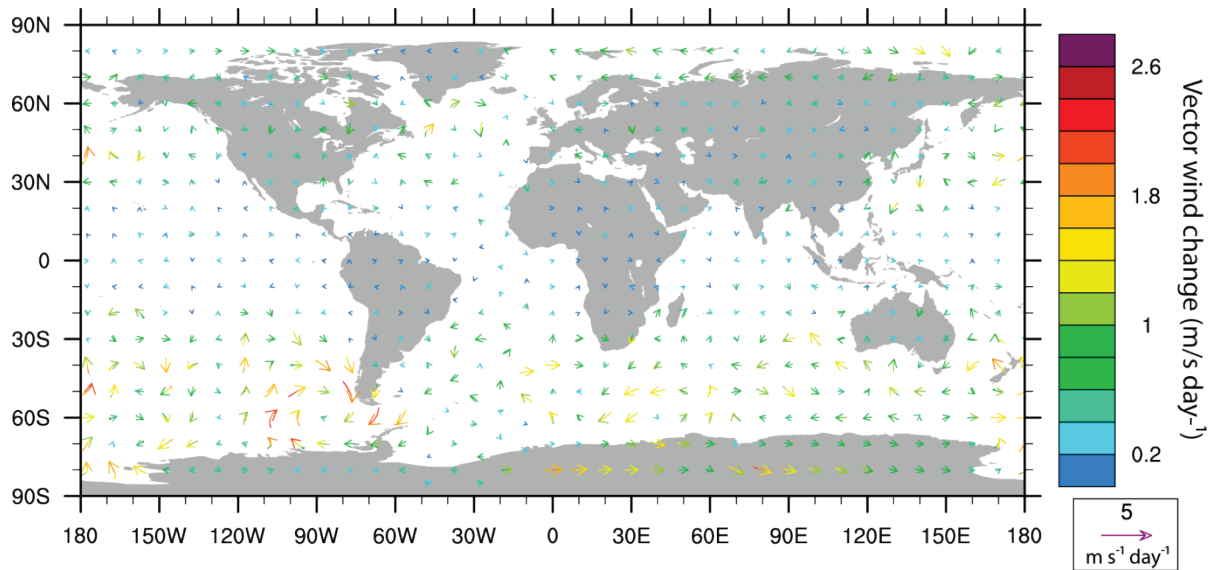 90N
60N
30N
0
30S
60S
90S
180 150W 120W 90W 60W 30W 0 30E 60E 90E 120E 150E 180
2.6
1.8
1
0.2
Vector wind change (m/s day-¹)
5
m s⁻¹ day⁻¹